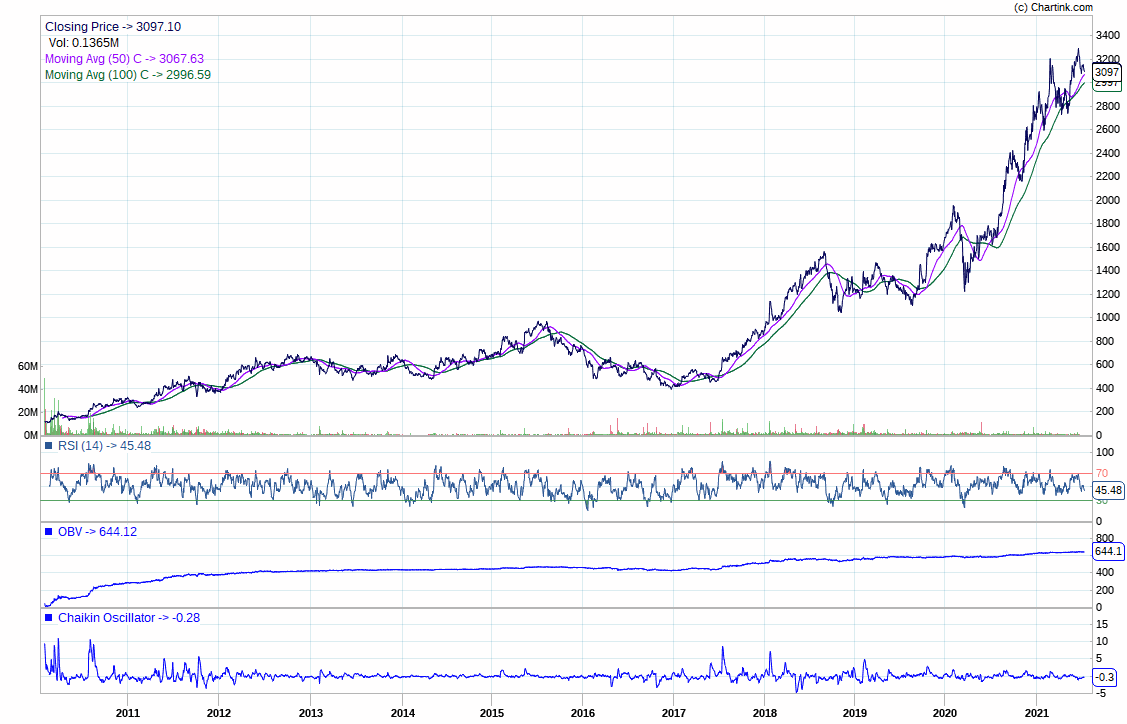 (c) Chartink.com
Closing Price -> 3097.10
Vol: 0.1365M
Moving Avg (50) C -> 3067.63
Moving Avg (100) C -> 2996.59
3400
3200
3097
2997
2800
2600
2400
2200
2000
1800
1600
1400
1200
1000
800
600
400
200
0
60M
40M
20M
0M
RSI (14) -> 45.48
100
70
45.48
30
0
OBV -> 644.12
800
644.1
400
200
0
Chaikin Oscillator -> -0.28
15
10
5
-0.3
-5
2011 2012 2013 2014 2015 2016 2017 2018 2019 2020 2021